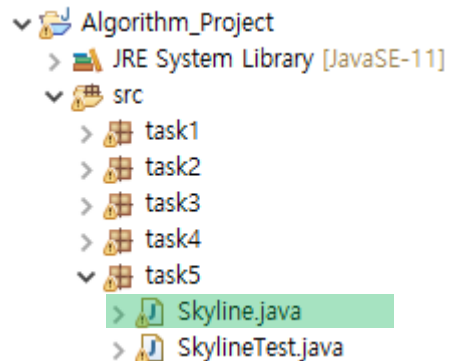 Algorithm_Project
JRE System Library [JavaSE-11]
src
task1
task2
task3
task4
task5
Skyline.java
SkylineTest.java